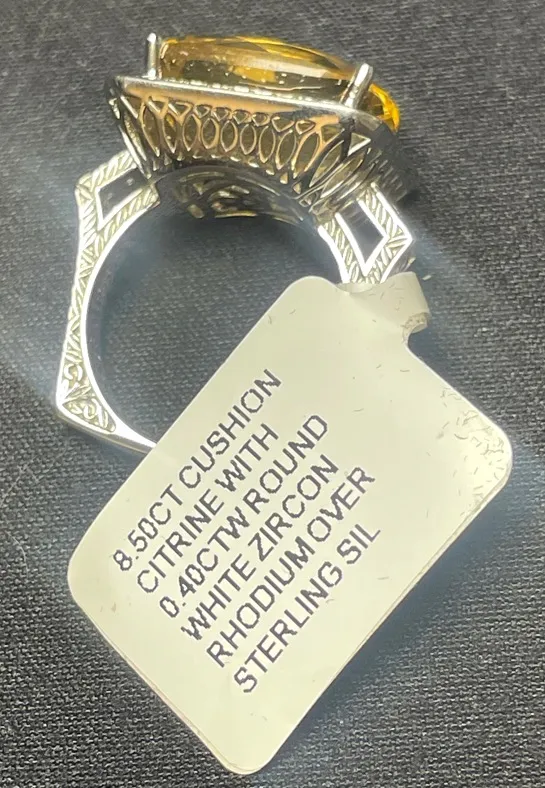 8.50CT CUSHION
CITRINE WITH
0.40CTW ROUND
WHITE ZIRCON
RHODIUM OVER
STERLING SIL